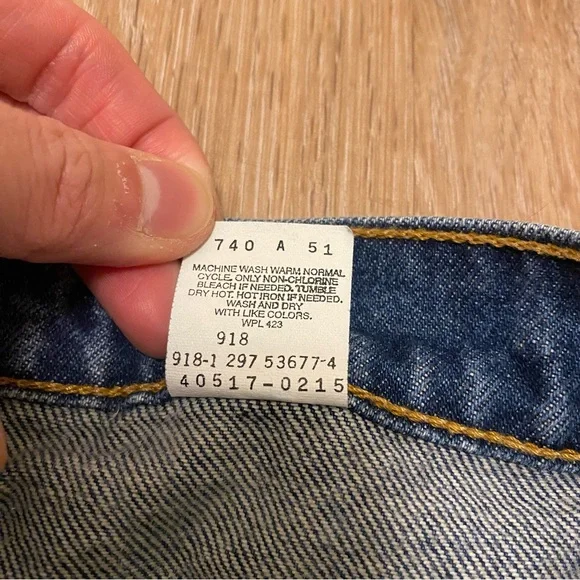 740 A 51
MACHINE WASH WARM NORMAL
CYCLE. ONLY NON-CHLORINE
BLEACH IF NEEDED. TUMBLE
DRY HOT. HOT IRON IF NEEDED.
WASH AND DRY
WITH LIKE COLORS.
WPL 423
918
918-1 297 53677-4
40517-0215